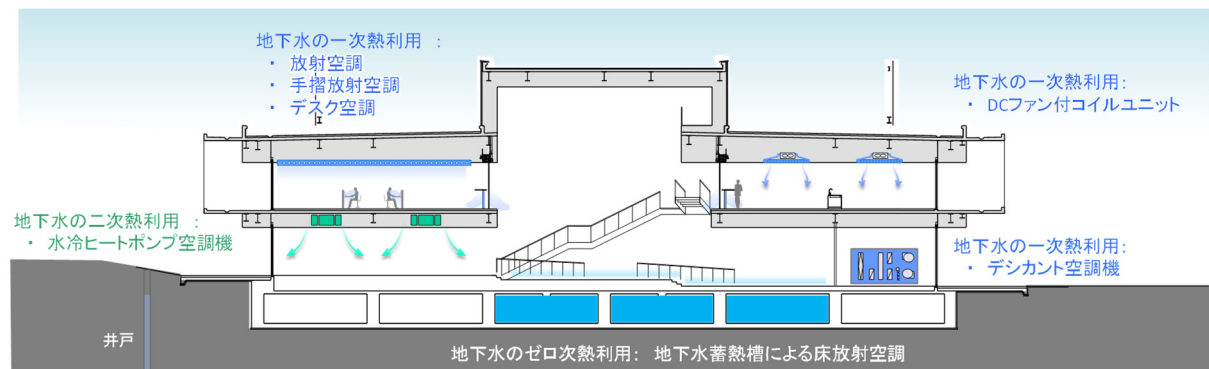 地下水の一次熱利用 :
・ 放射空調
・ 手摺放射空調
・ デスク空調
地下水の一次熱利用:
・ DCファン付コイルユニット
地下水の二次熱利用 :
・ 水冷ヒートポンプ空調機
地下水の一次熱利用:
・ デシカント空調機
井戸
地下水のゼロ次熱利用: 地下水蓄熱槽による床放射空調